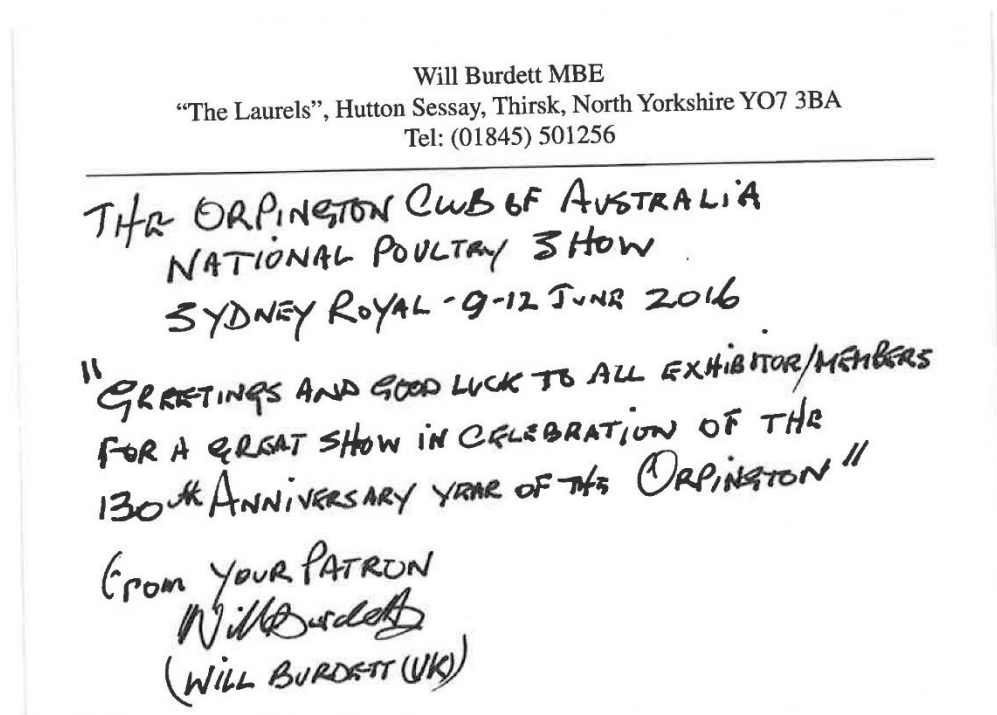 Will Burdett MBE
“The Laurels”, Hutton Sessay, Thirsk, North Yorkshire YO7 3BA
Tel: (01845) 501256
THE ORPINGTON CLUB OF AUSTRALIA
NATIONAL POULTRY SHOW
SYDNEY ROYAL - 9-12 JUNE 2016
"GREETINGS AND GOOD LUCK TO ALL EXHIBITOR/MEMBERS
FOR A GREAT SHOW IN CELEBRATION OF THE
130th ANNIVERSARY YEAR OF THE ORPINGTON"
From YOUR PATRON
Will Burdett
(WILL BURDETT (UK))